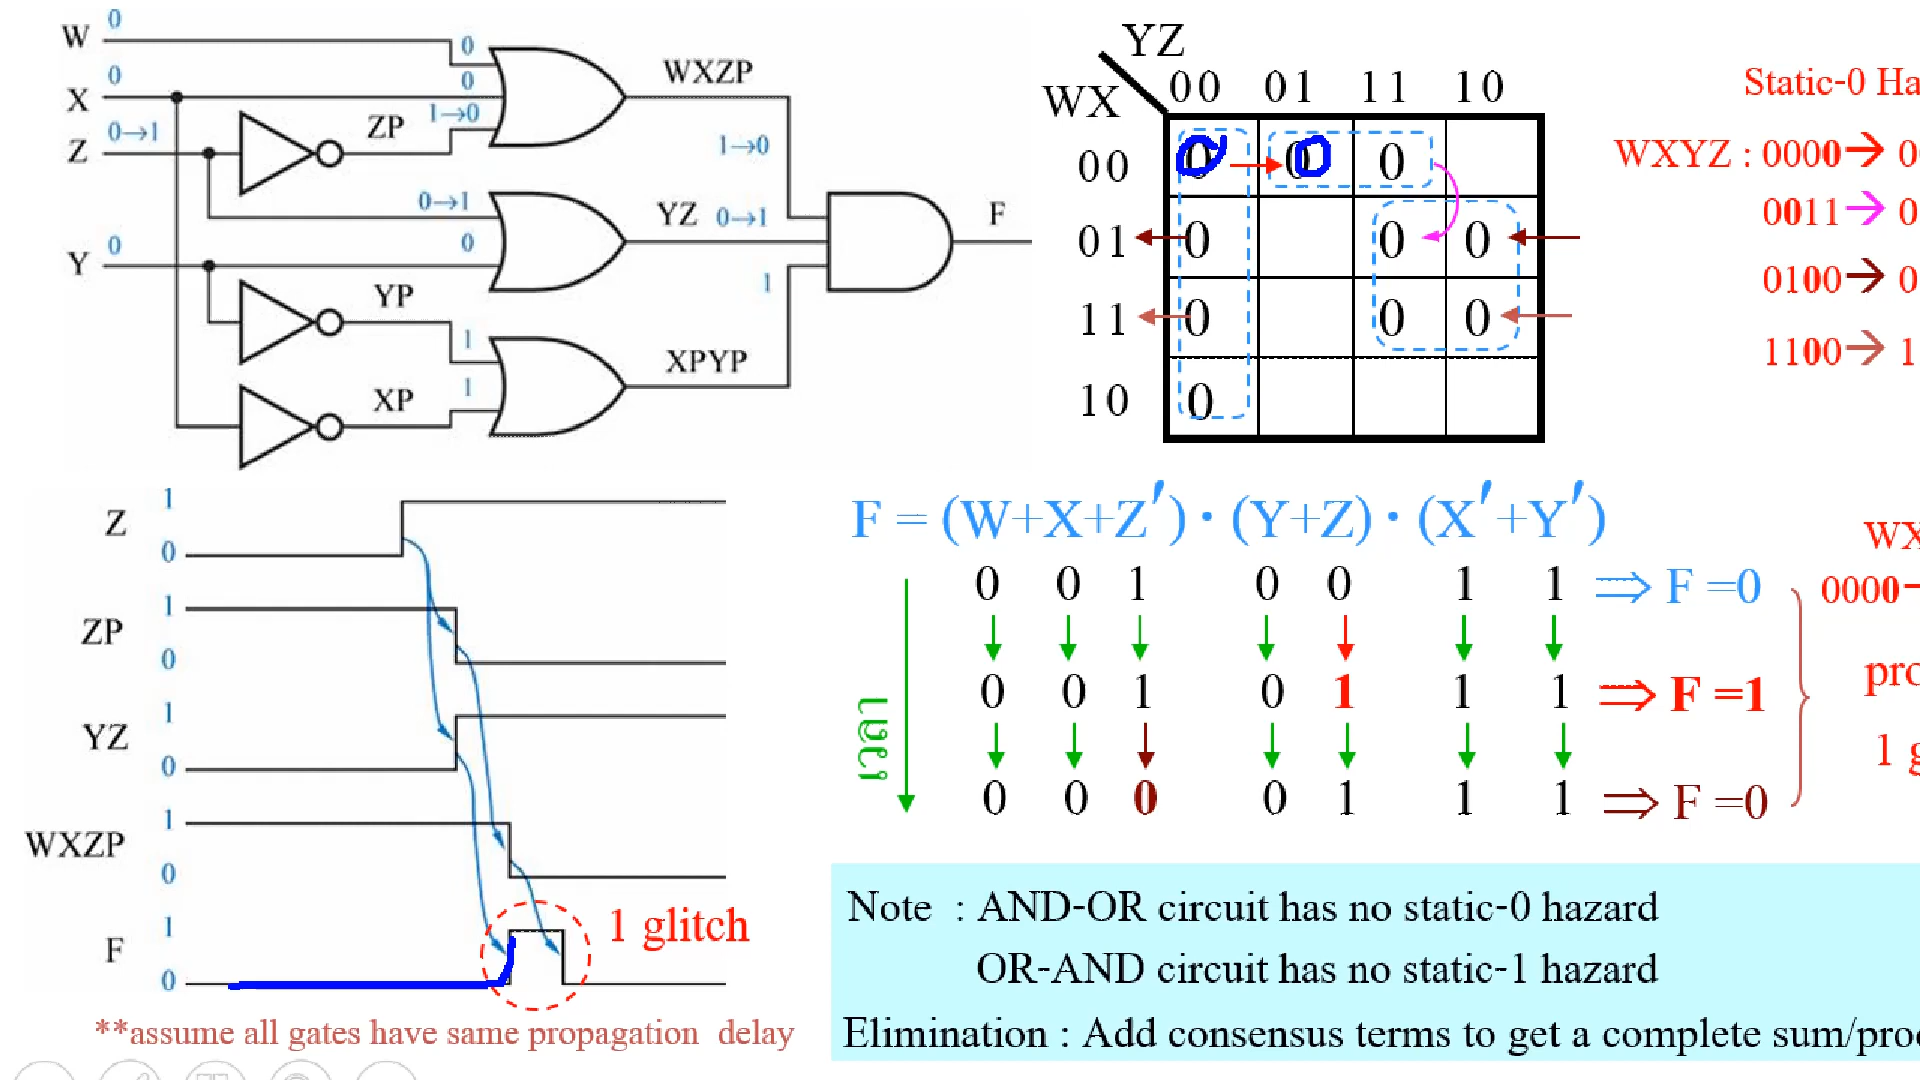 W 0 0
X 0 0
Z 0→1 ZP 1→0 WXZP 1→0
0→1 YZ 0→1 F
Y 0 0
YP 1 1
XP 1 XPYP
YZ
WX 00 01 11 10
00 0 0 0
01 0 0 0
11 0 0 0
10 0
Static-0 Ha
WXYZ : 0000→ 0
0011→ 0
0100→ 0
1100→ 1
Z 1 0
ZP 1 0
YZ 1 0
WXZP 1 0
F 1 0
1 glitch
**assume all gates have same propagation delay
F = (W+X+Z′) · (Y+Z) · (X′+Y′)
0 0 1 0 0 1 1 ⇒ F =0
0 0 1 0 1 1 1 ⇒ F =1
0 0 0 0 1 1 1 ⇒ F =0
เวลา
WX
0000
pro
1 g
Note : AND-OR circuit has no static-0 hazard
OR-AND circuit has no static-1 hazard
Elimination : Add consensus terms to get a complete sum/pro